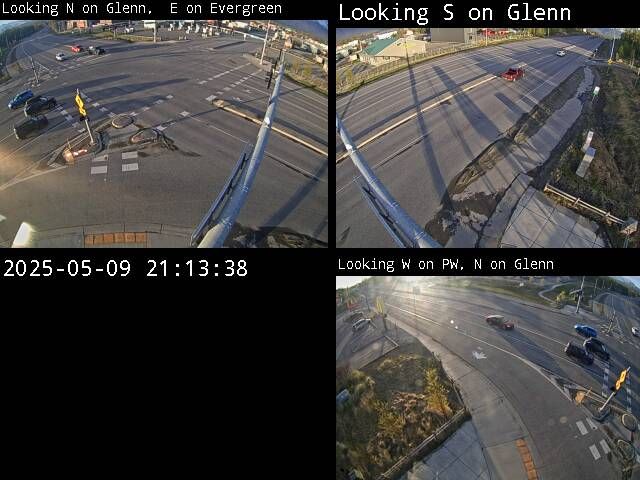 Looking N on Glenn,  E on Evergreen
Looking S on Glenn
2025-05-09 21:13:38
Looking W on PW, N on Glenn